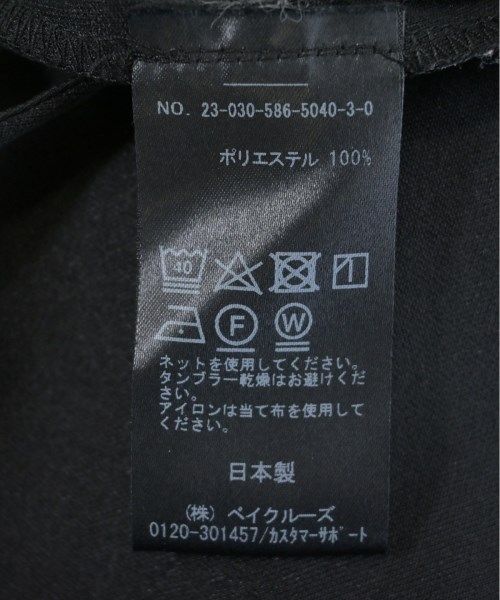 NO. 23-030-586-5040-3-0
ポリエステル 100%
40
F W
ネットを使用してください。
タンブラー乾燥はお避けくだ
さい。
アイロンは当て布を使用して
ください。
日本製
(株) ベイクルーズ
0120-301457/カスタマーサポート